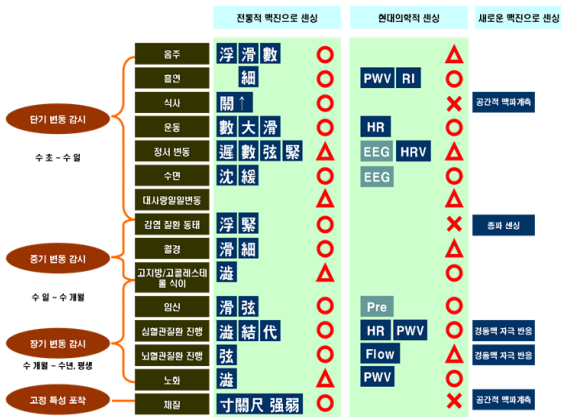 전통적 맥진으로 센싱
현대의학적 센싱
새로운 맥진으로 센싱
음주
浮 滑 數
흡연
細
PWV RI
식사
關↑
공간적 맥파계측
단기 변동 감시
운동
數 大 滑
HR
정서 변동
遲 數 弦 緊
EEG HRV
수 초 ~ 수 일
수면
沈 緩
EEG
대사량일일변동
감염 질환 동태
浮 緊
종파 센싱
월경
滑 細
중기 변동 감시
고지방/고콜레스테
롤 식이
澁
수 일 ~ 수 개월
임신
滑 弦
Pre
심혈관질환 진행
澁 結 代
HR PWV
경동맥 자극 반응
장기 변동 감시
뇌혈관질환 진행
弦
Flow
경동맥 자극 반응
수 개월 ~ 수년, 평생
노화
澁
PWV
고정 특성 포착
체질
寸關尺 强弱
공간적 맥파계측